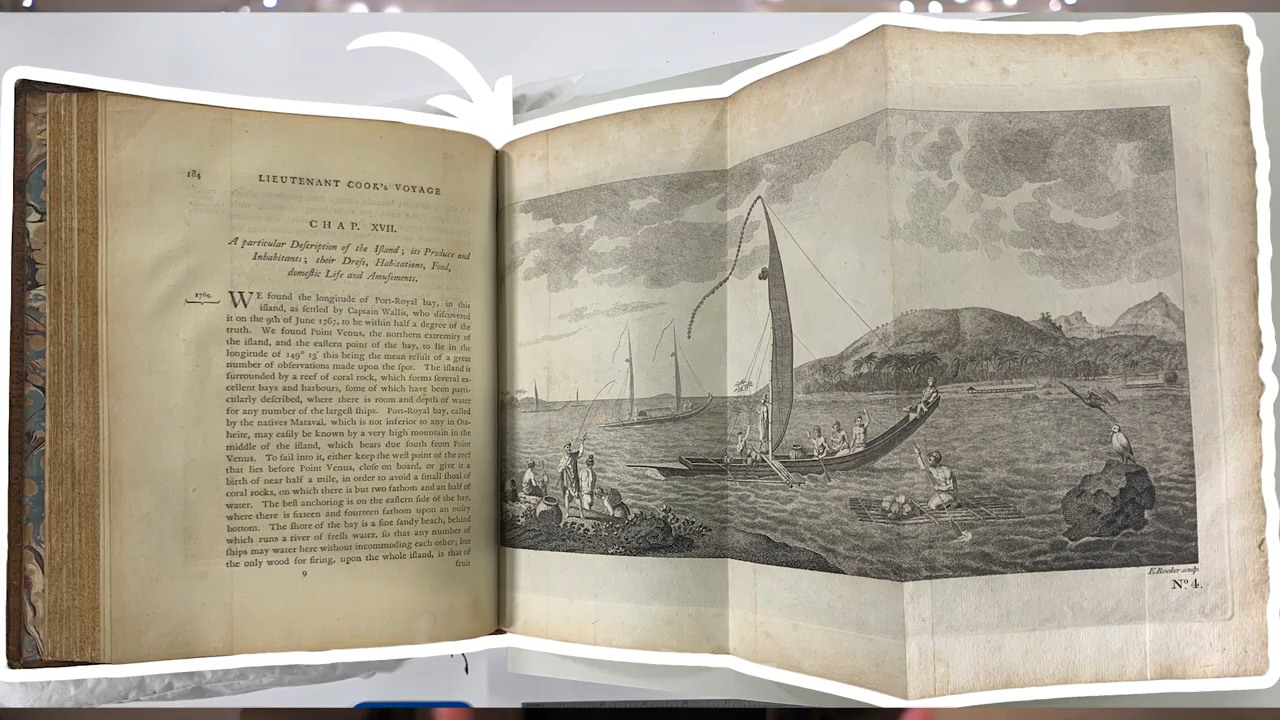 184
LIEUTENANT COOK's VOYAGE
CHAP. XVII.
A particular Deſcription of the Iſland; its Produce and
Inhabitants; their Dreſs, Habitations, Food,
domeſtic Life and Amuſements.
1769.
WE found the longitude of Port-Royal bay, in this
iſland, as ſettled by Captain Wallis, who diſcovered
it on the 9th of June 1767, to be within half a degree of the
truth. We found Point Venus, the northern extremity of
the iſland, and the eaſtern point of the bay, to lie in the
longitude of 149° 13′ this being the mean reſult of a great
number of obſervations made upon the ſpot. The iſland is
ſurrounded by a reef of coral rock, which forms ſeveral ex-
cellent bays and harbours, ſome of which have been parti-
cularly deſcribed, where there is room and depth of water
for any number of the largeſt ſhips. Port-Royal bay, called
by the natives Matavai, which is not inferior to any in Ota-
heite, may eaſily be known by a very high mountain in the
middle of the iſland, which bears due ſouth from Point
Venus. To ſail into it, either keep the weſt point of the reef
that lies before Point Venus, cloſe on board, or give it a
birth of near half a mile, in order to avoid a ſmall ſhoal of
coral rocks, on which there is but two fathom and an half of
water. The beſt anchoring is on the eaſtern ſide of the bay,
where there is ſixteen and fourteen fathom upon an ouſey
bottom. The ſhore of the bay is a fine ſandy beach, behind
which runs a river of freſh water, ſo that any number of
ſhips may water here without incommoding each other; but
the only wood for firing, upon the whole iſland, is that of
fruit
9
E. Rooker sculp.
Nº. 4.